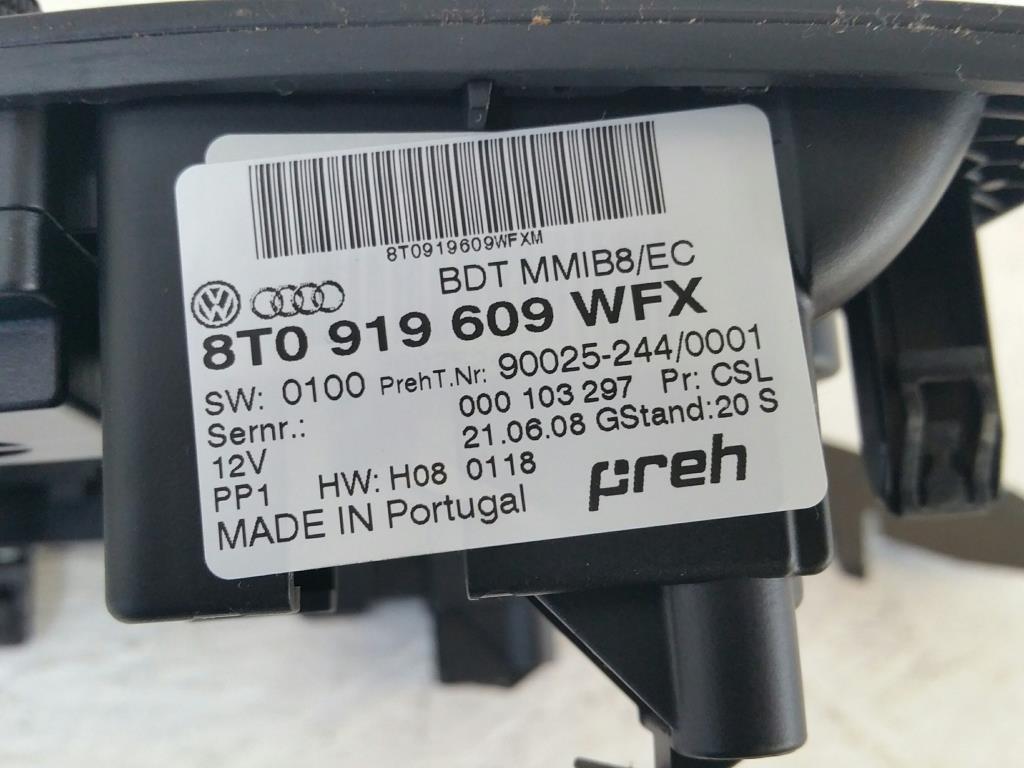 8T0919609WFXM
BDT MMIB8/EC
8T0 919 609 WFX
SW: 0100 PrehT.Nr: 90025-244/0001
Sernr.: 000 103 297 Pr: CSL
12V 21.06.08 GStand:20 S
PP1 HW: H08 0118
MADE IN Portugal preh